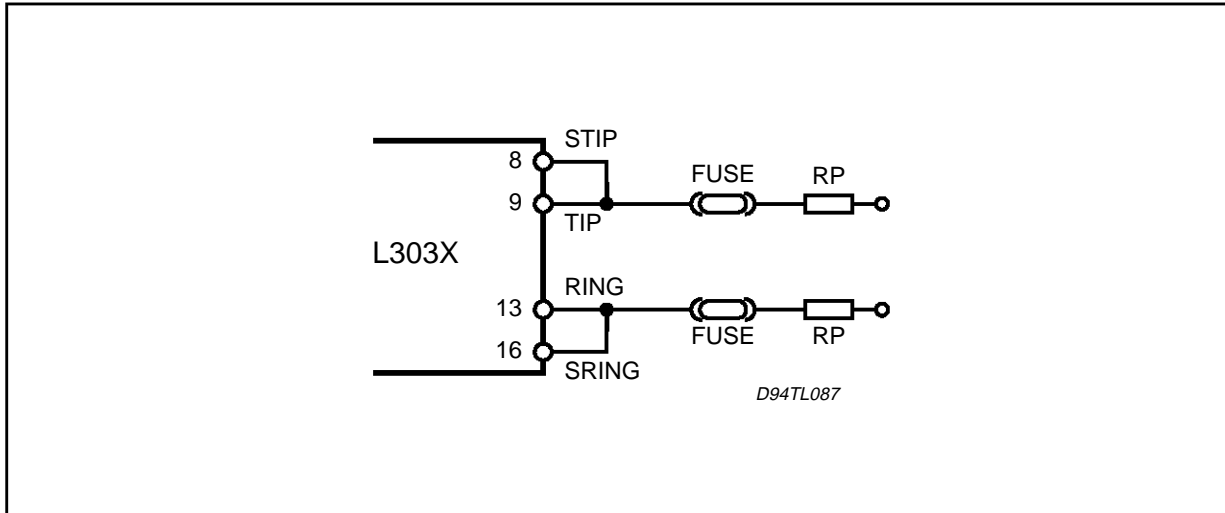 STIP
8
FUSE
RP
9
TIP
L303X
RING
13
FUSE
RP
16
SRING
D94TL087